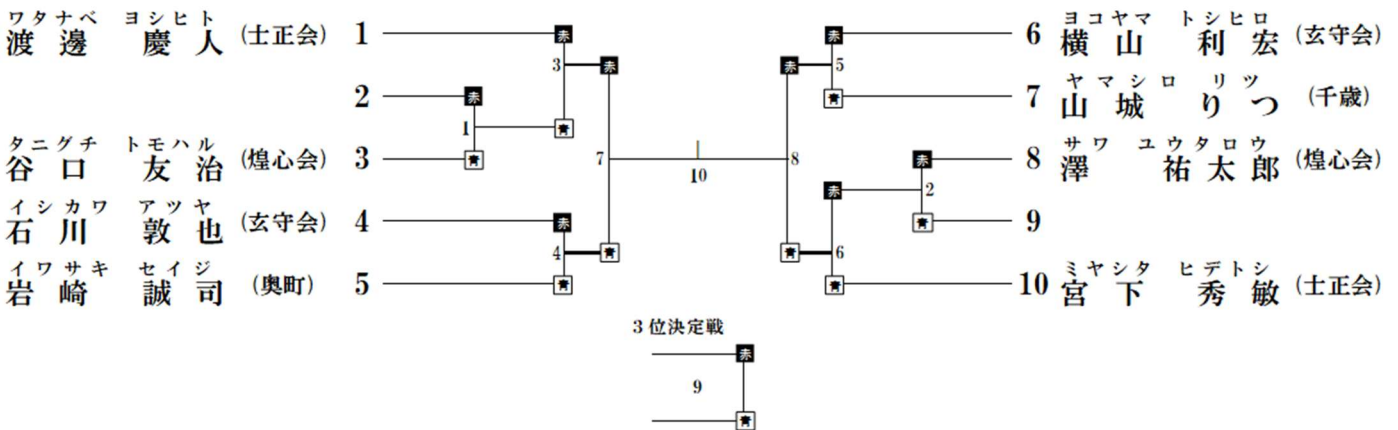 ワタナベ ヨシヒト
渡邊 慶人 (士正会) 1
2
タニグチ トモハル
谷口 友治 (煌心会) 3
イシカワ アツヤ
石川 敦也 (玄守会) 4
イワサキ セイジ
岩崎 誠司 (奥町) 5
赤
3
赤
赤
1
青
青
7
赤
4
青
青
10
赤
赤
5
青
8
赤
赤
2
青
青
6
青
ヨコヤマ トシヒロ
6 横山 利宏 (玄守会)
ヤマシロ リツ
7 山城 りつ (千歳)
サワ ユウタロウ
8 澤 祐太郎 (煌心会)
9
ミヤシタ ヒデトシ
10 宮下 秀敏 (士正会)
3位決定戦
赤
9
青